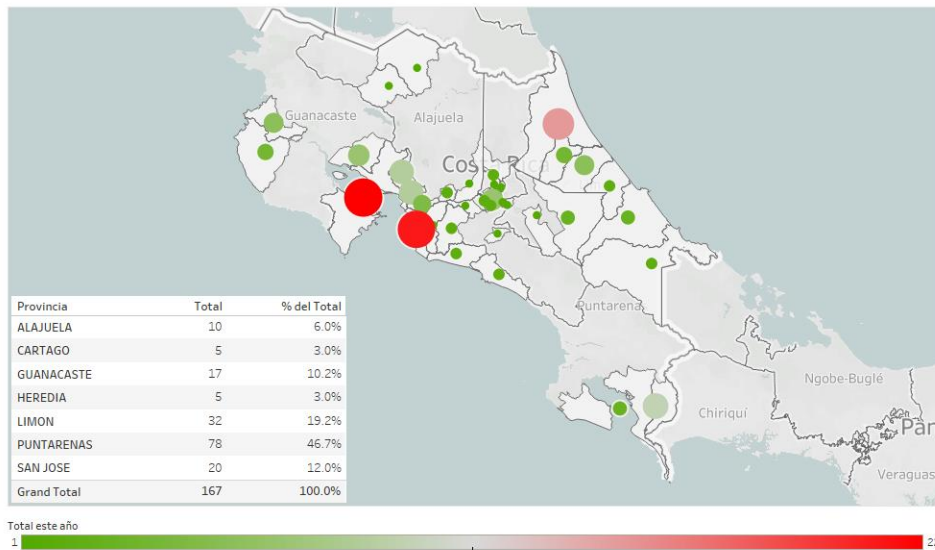 Guanacaste
Alajuela
Costa Rica
Puntarena
Ngobe-Buglé
Chiriquí
Pan
Veraguas
Provincia Total % del Total
ALAJUELA 10 6.0%
CARTAGO 5 3.0%
GUANACASTE 17 10.2%
HEREDIA 5 3.0%
LIMON 32 19.2%
PUNTARENAS 78 46.7%
SAN JOSE 20 12.0%
Grand Total 167 100.0%
Total este año
1